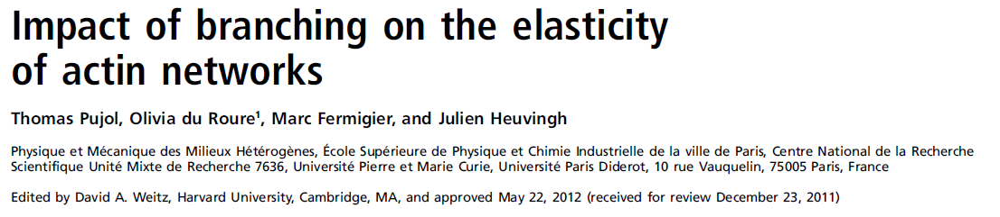 Impact of branching on the elasticity
of actin networks
Thomas Pujol, Olivia du Roure1, Marc Fermigier, and Julien Heuvingh
Physique et Mécanique des Milieux Hétérogènes, École Supérieure de Physique et Chimie Industrielle de la ville de Paris, Centre National de la Recherche
Scientifique Unité Mixte de Recherche 7636, Université Pierre et Marie Curie, Université Paris Diderot, 10 rue Vauquelin, 75005 Paris, France
Edited by David A. Weitz, Harvard University, Cambridge, MA, and approved May 22, 2012 (received for review December 23, 2011)